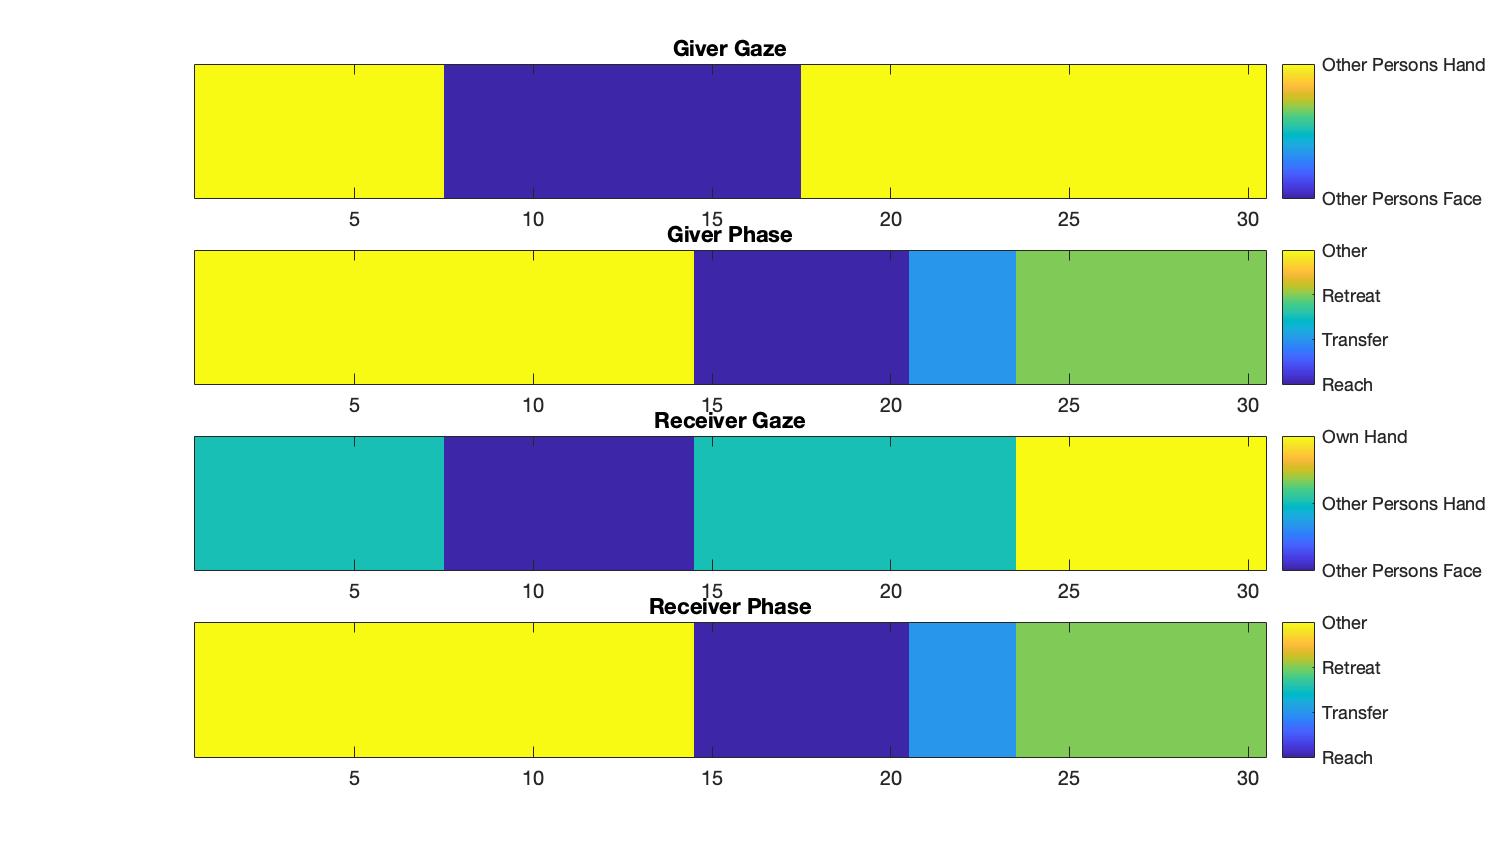 Giver Gaze
Other Persons Hand
Other Persons Face
5 10 15 20 25 30
Giver Phase
Other
Retreat
Transfer
Reach
5 10 15 20 25 30
Receiver Gaze
Own Hand
Other Persons Hand
Other Persons Face
5 10 15 20 25 30
Receiver Phase
Other
Retreat
Transfer
Reach
5 10 15 20 25 30